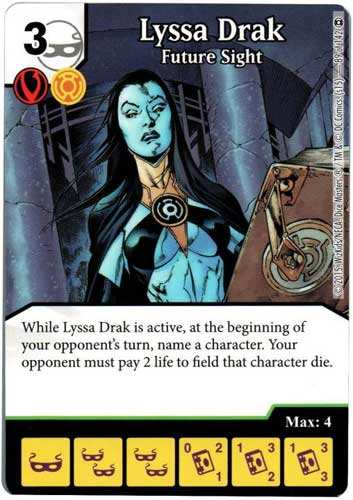 3
Lyssa Drak
Future Sight
While Lyssa Drak is active, at the beginning of
your opponent's turn, name a character. Your
opponent must pay 2 life to field that character die.
Max: 4
0 2
1
1 3
2
1 3
3